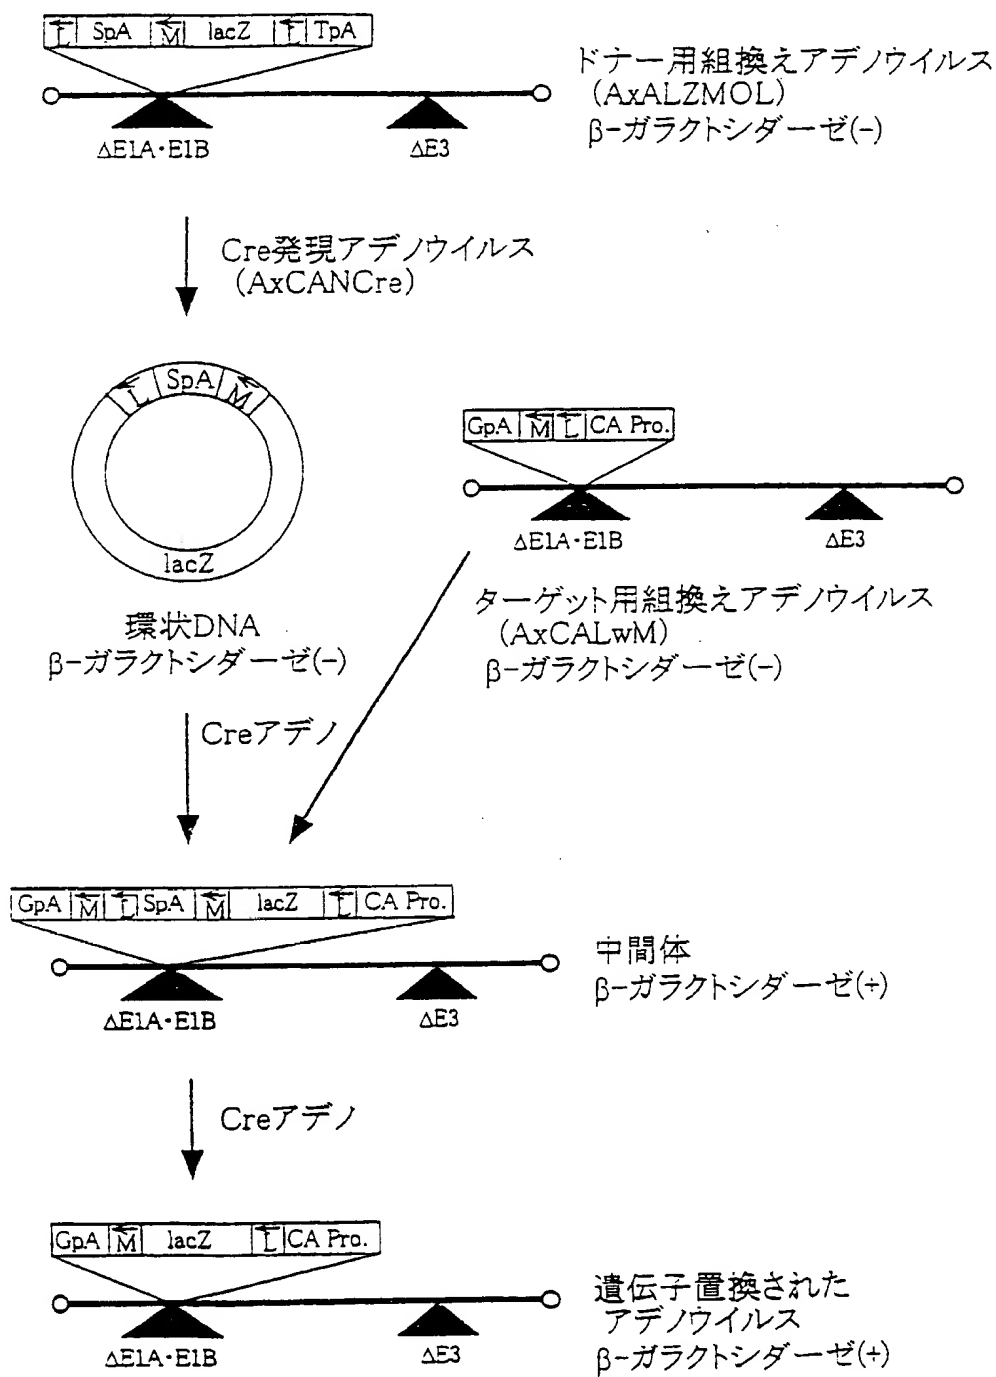 L SpA M lacZ L TpA
ドナー用組換えアデノウイルス
(AxALZMOL)
β-ガラクトシダーゼ(-)
ΔE1A・E1B ΔE3
Cre発現アデノウイルス
(AxCANCre)
L SpA M
lacZ
環状DNA
β-ガラクトシダーゼ(-)
GpA M L CA Pro.
ΔE1A・E1B ΔE3
ターゲット用組換えアデノウイルス
(AxCALwM)
β-ガラクトシダーゼ(-)
Creアデノ
GpA M L SpA M lacZ L CA Pro.
中間体
β-ガラクトシダーゼ(+)
ΔE1A・E1B ΔE3
Creアデノ
GpA M lacZ L CA Pro.
遺伝子置換された
アデノウイルス
β-ガラクトシダーゼ(+)
ΔE1A・E1B ΔE3